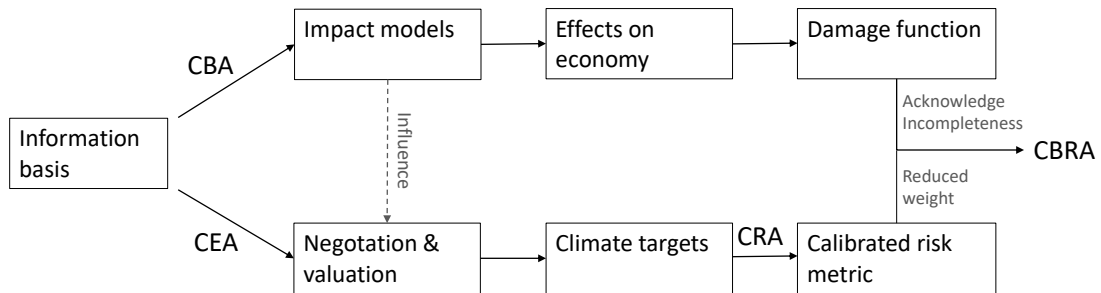 Impact models
Effects on
economy
Damage function
CBA
Acknowledge
Incompleteness
Influence
Information
basis
CBRA
Reduced
weight
CEA
Negotation &
valuation
Climate targets
CRA
Calibrated risk
metric